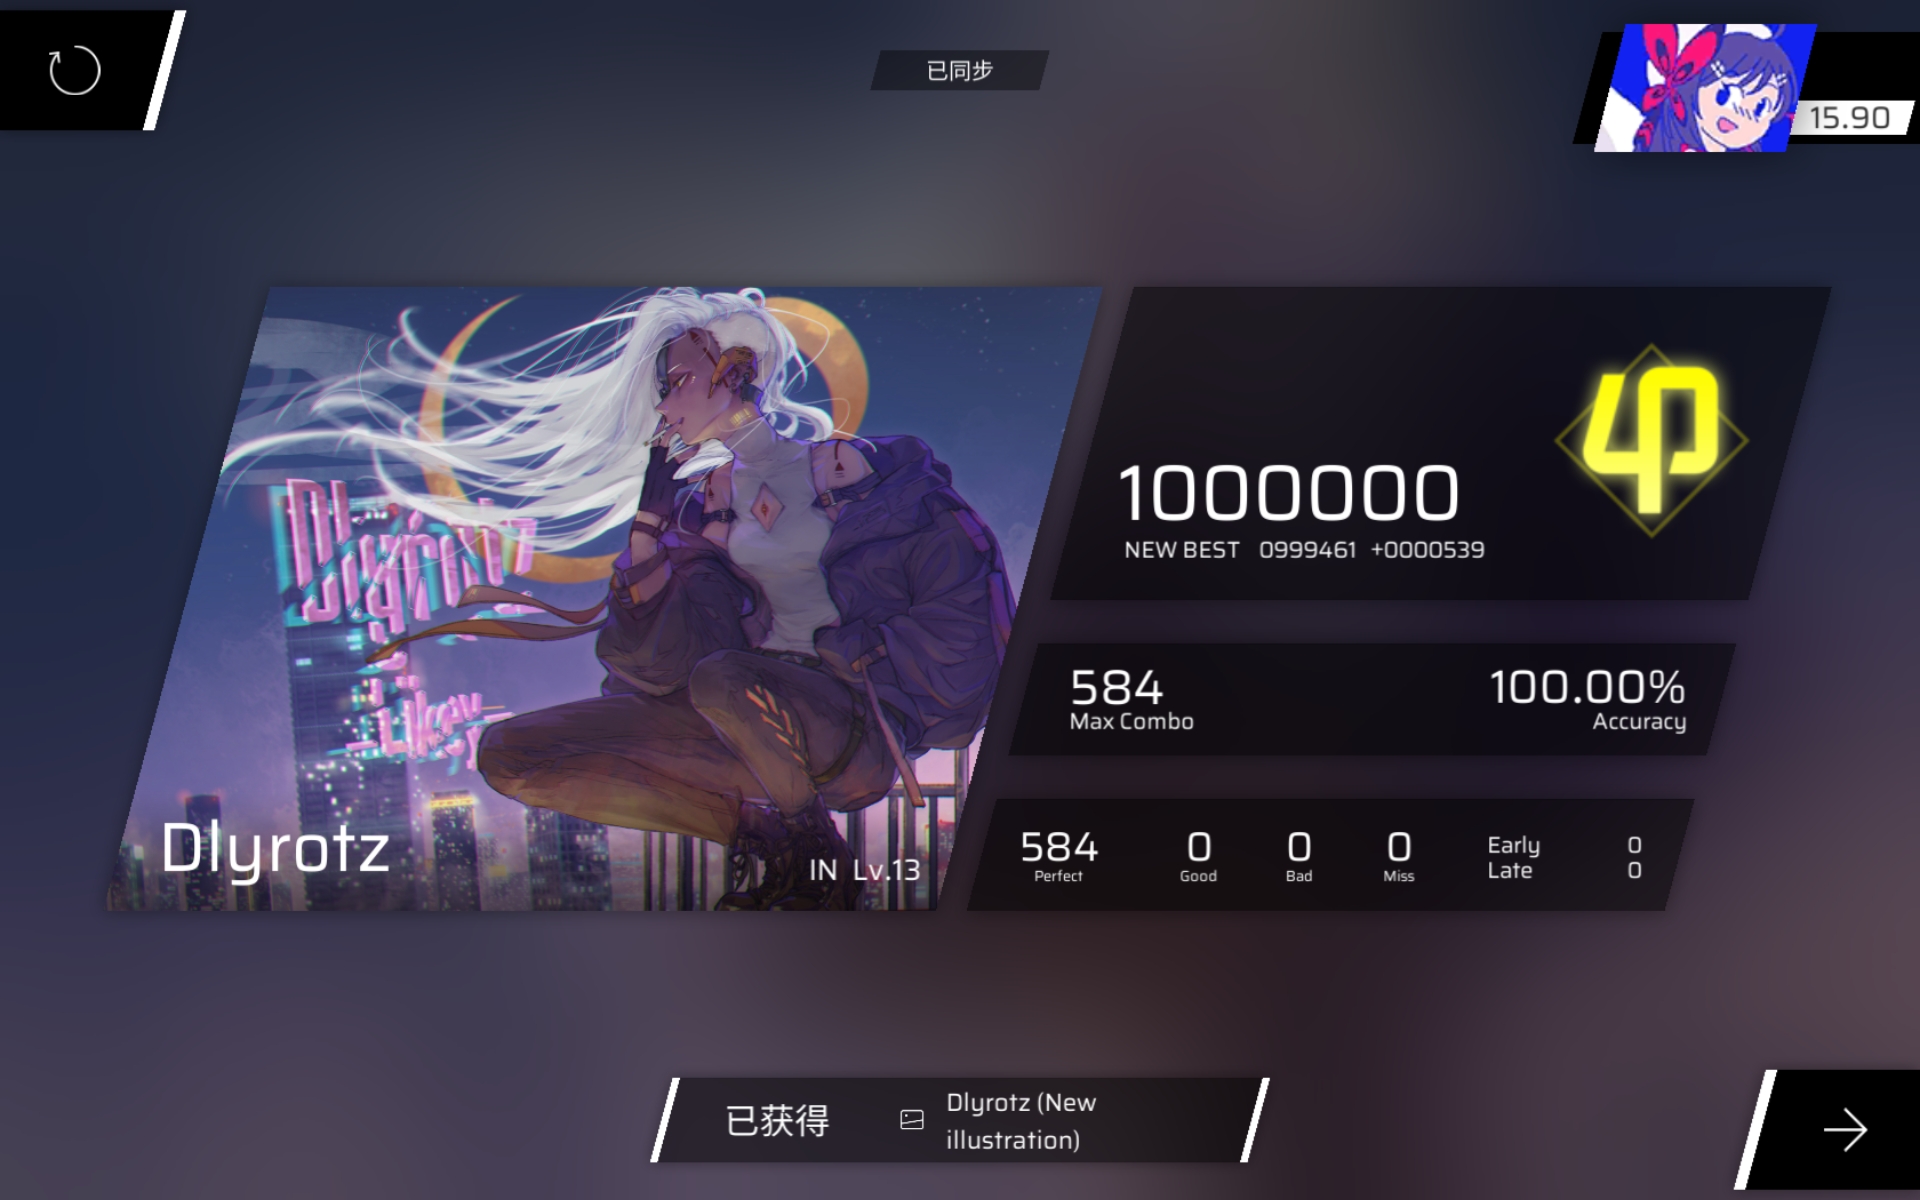 已同步
15.90
Dlyrotz
Likey
Dlyrotz
IN Lv.13
φ
1000000
NEW BEST 0999461 +0000539
584
Max Combo
100.00%
Accuracy
584
Perfect
0
Good
0
Bad
0
Miss
Early 0
Late 0
已获得
Dlyrotz (New
illustration)